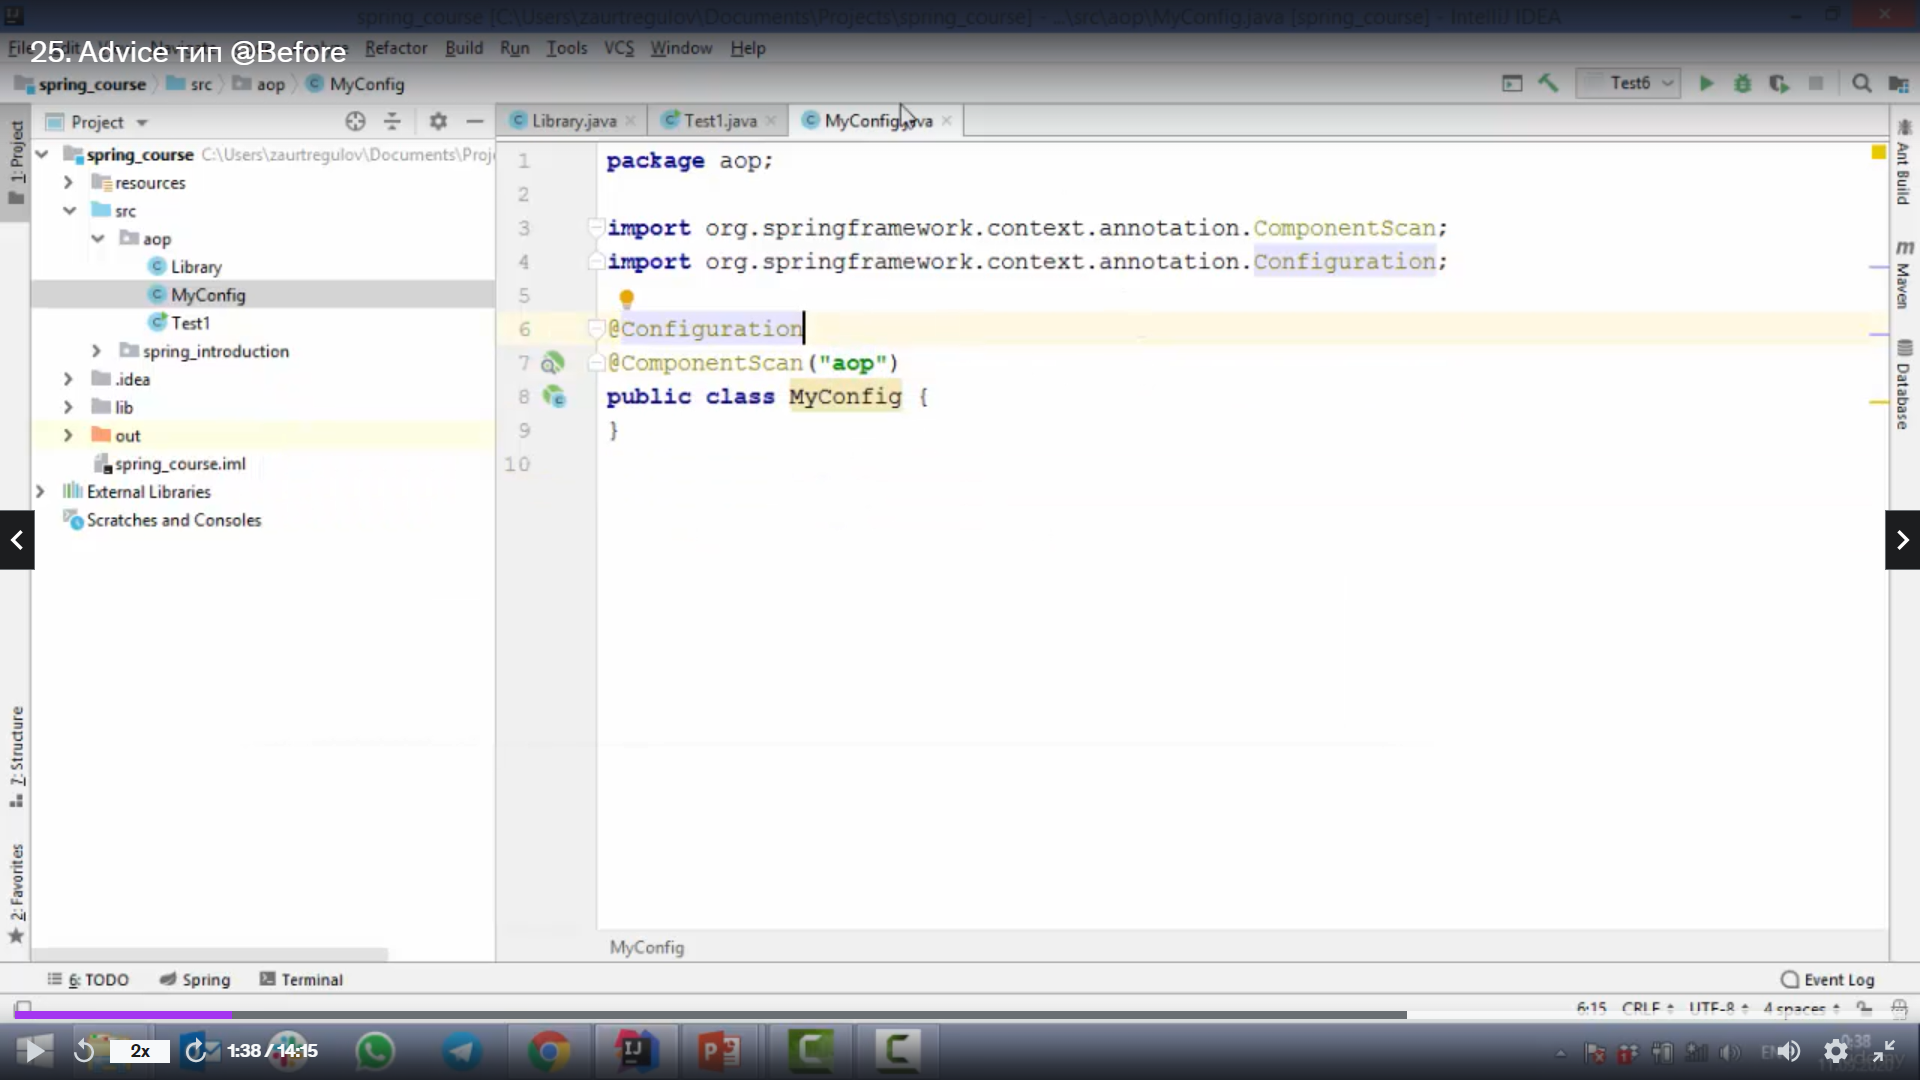 spring_course [C:\Users\zaurtregulov\Documents\Projects\spring_course] - ...\src\aop\MyConfig.java [spring_course] - IntelliJ IDEA
25. Advice тип @Before
Refactor Build Run Tools VCS Window Help
spring_course src aop MyConfig
Test6
Project
Library.java
Test1.java
MyConfig.java
1: Project
spring_course C:\Users\zaurtregulov\Documents\Proj
resources
src
aop
Library
MyConfig
Test1
spring_introduction
.idea
lib
out
spring_course.iml
External Libraries
Scratches and Consoles
7: Structure
2: Favorites
1 package aop;
2
3 import org.springframework.context.annotation.ComponentScan;
4 import org.springframework.context.annotation.Configuration;
5
6 @Configuration
7 @ComponentScan("aop")
8 public class MyConfig {
9 }
10
Ant Build
Maven
Database
MyConfig
6: TODO Spring Terminal
Event Log
6:15 CRLF UTF-8 4 spaces
2x
1:38 / 14:15